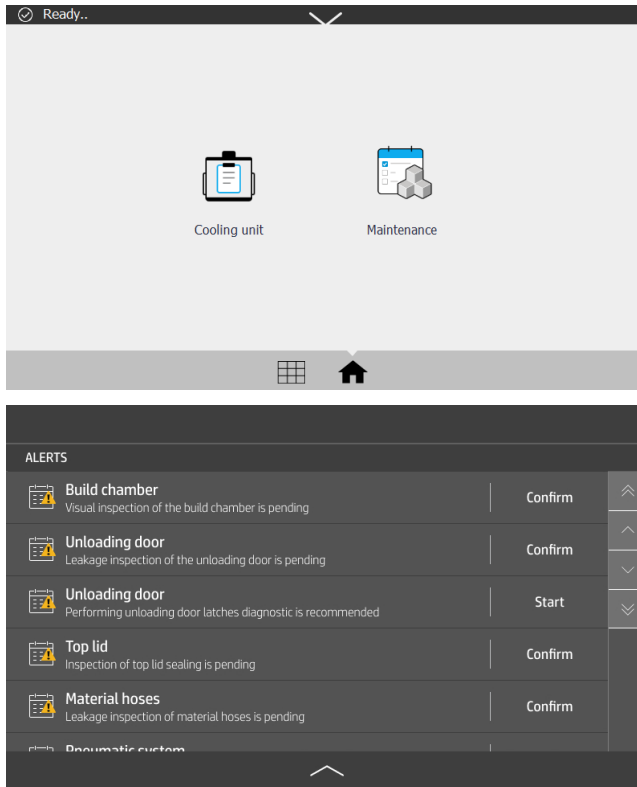 Ready..
Cooling unit
Maintenance
ALERTS
Build chamber
Visual inspection of the build chamber is pending
Confirm
Unloading door
Leakage inspection of the unloading door is pending
Confirm
Unloading door
Performing unloading door latches diagnostic is recommended
Start
Top lid
Inspection of top lid sealing is pending
Confirm
Material hoses
Leakage inspection of material hoses is pending
Confirm
Pneumatic system